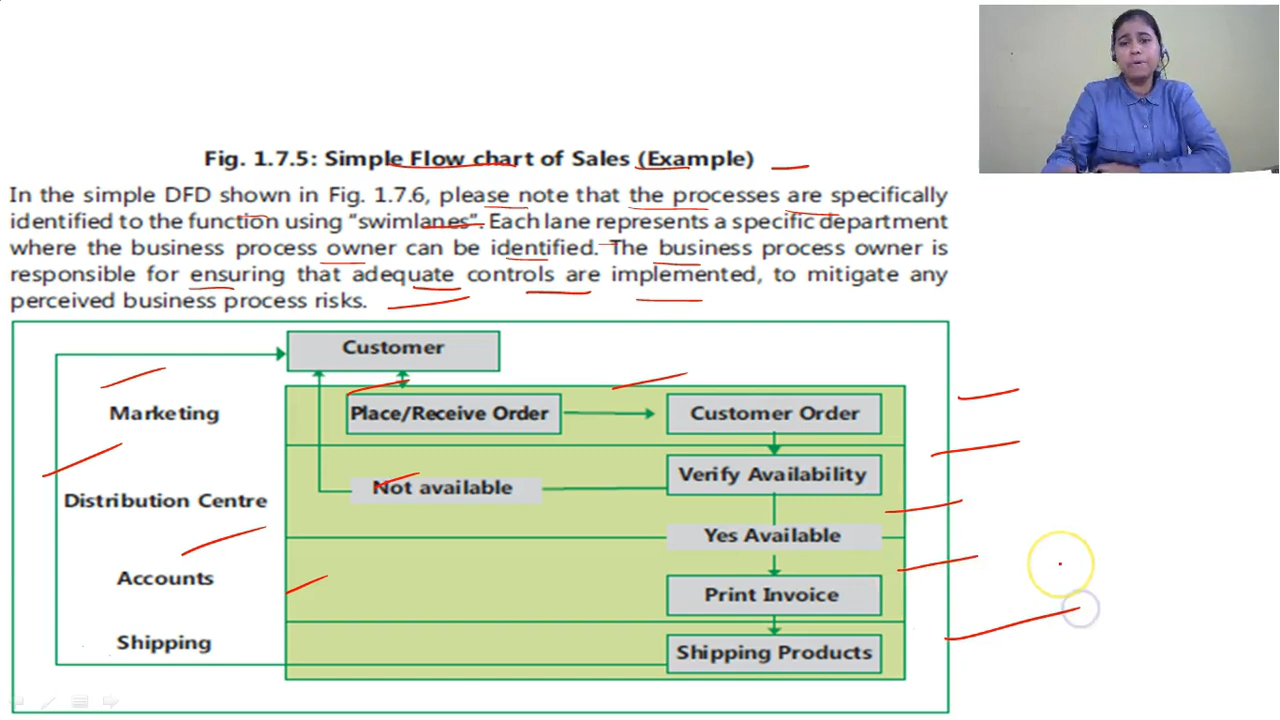 Fig. 1.7.5: Simple Flow chart of Sales (Example)
In the simple DFD shown in Fig. 1.7.6, please note that the processes are specifically
identified to the function using “swimlanes”. Each lane represents a specific department
where the business process owner can be identified. The business process owner is
responsible for ensuring that adequate controls are implemented, to mitigate any
perceived business process risks.
Customer
Marketing
Place/Receive Order
Customer Order
Verify Availability
Distribution Centre
Not available
Yes Available
Accounts
Print Invoice
Shipping
Shipping Products